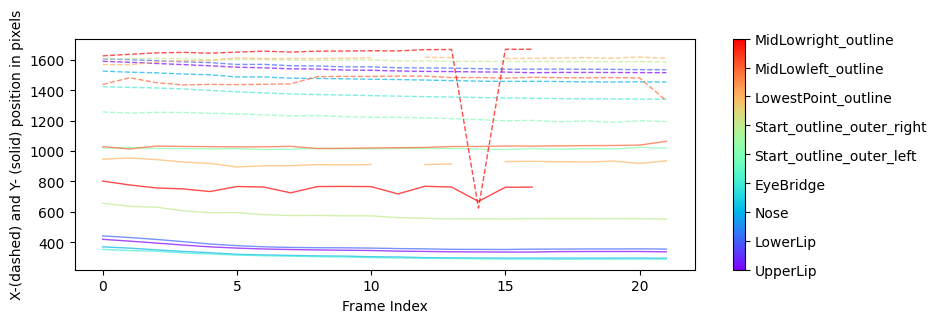 X-(dashed) and Y- (solid) position in pixels
1600
1400
1200
1000
800
600
400
0
5
10
15
20
Frame Index
MidLowright_outline
MidLowleft_outline
LowestPoint_outline
Start_outline_outer_right
Start_outline_outer_left
EyeBridge
Nose
LowerLip
UpperLip